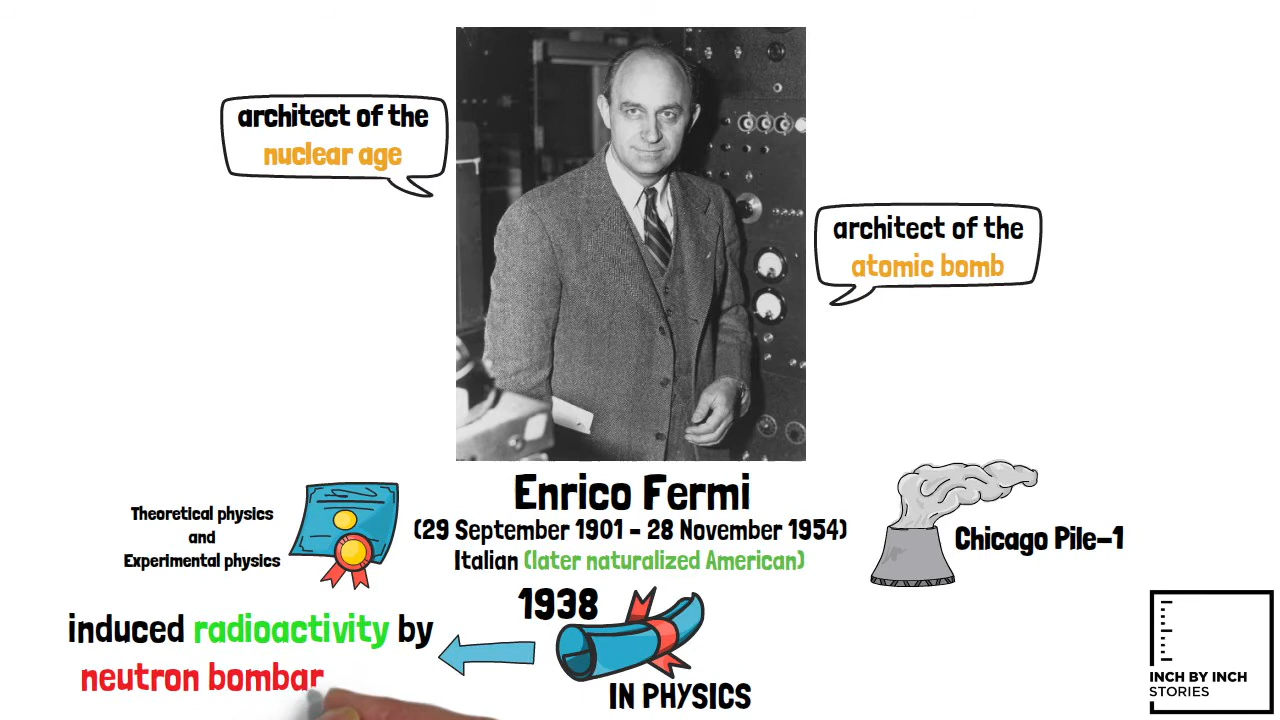 architect of the
nuclear age
architect of the
atomic bomb
Enrico Fermi
(29 September 1901 – 28 November 1954)
Italian (later naturalized American)
Theoretical physics
and
Experimental physics
Chicago Pile-1
1938
IN PHYSICS
induced radioactivity by
neutron bombar
INCH BY INCH
STORIES